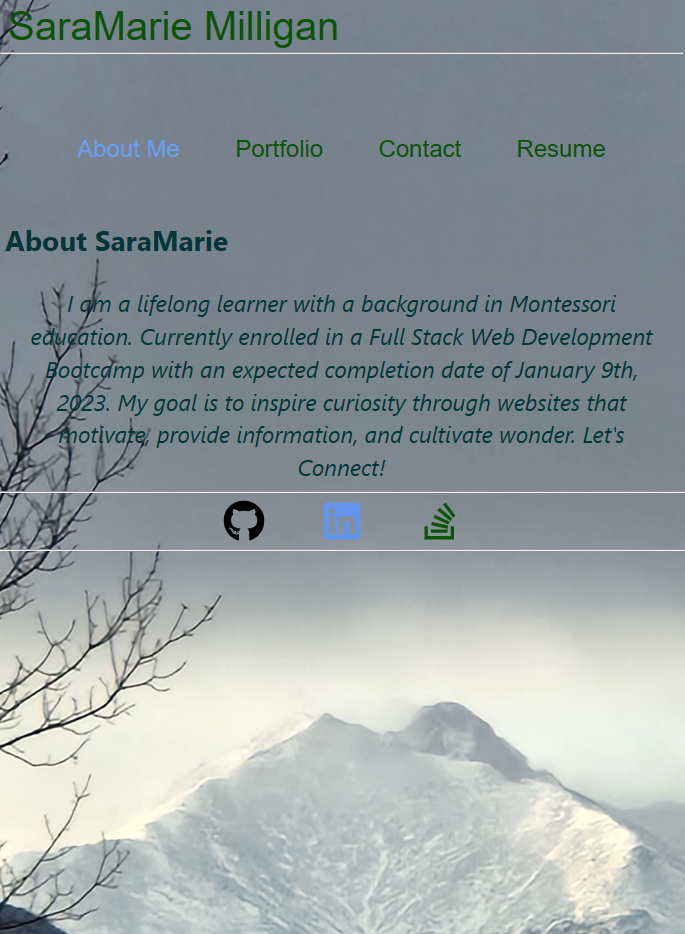 SaraMarie Milligan
About Me Portfolio Contact Resume
About SaraMarie
I am a lifelong learner with a background in Montessori
education. Currently enrolled in a Full Stack Web Development
Bootcamp with an expected completion date of January 9th,
2023. My goal is to inspire curiosity through websites that
motivate, provide information, and cultivate wonder. Let's
Connect!
in